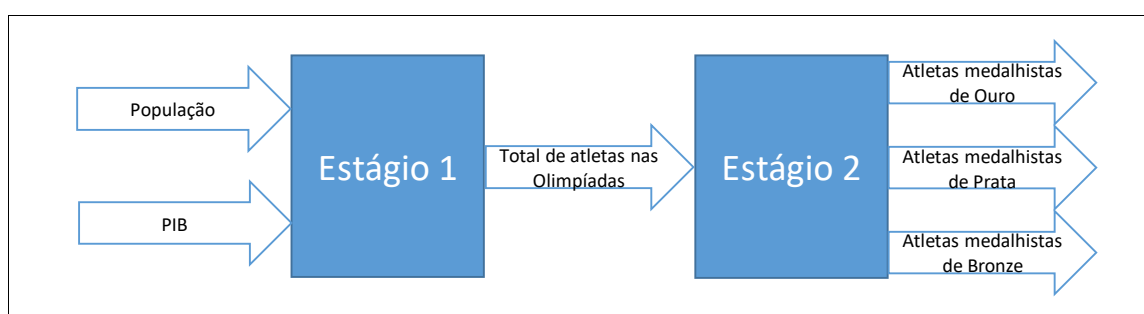 População
PIB
Estágio 1
Total de atletas nas
Olimpíadas
Estágio 2
Atletas medalhistas
de Ouro
Atletas medalhistas
de Prata
Atletas medalhistas
de Bronze